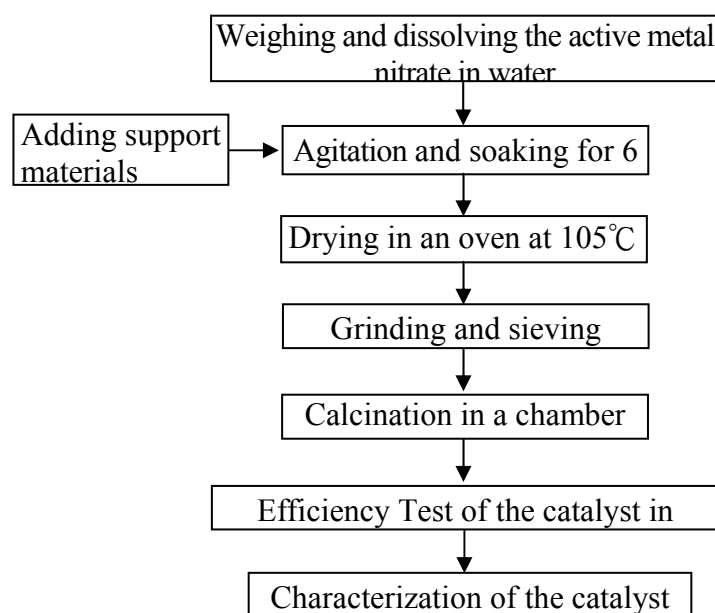 Weighing and dissolving the active metal
nitrate in water
Adding support
materials
Agitation and soaking for 6
Drying in an oven at 105℃
Grinding and sieving
Calcination in a chamber
Efficiency Test of the catalyst in
Characterization of the catalyst